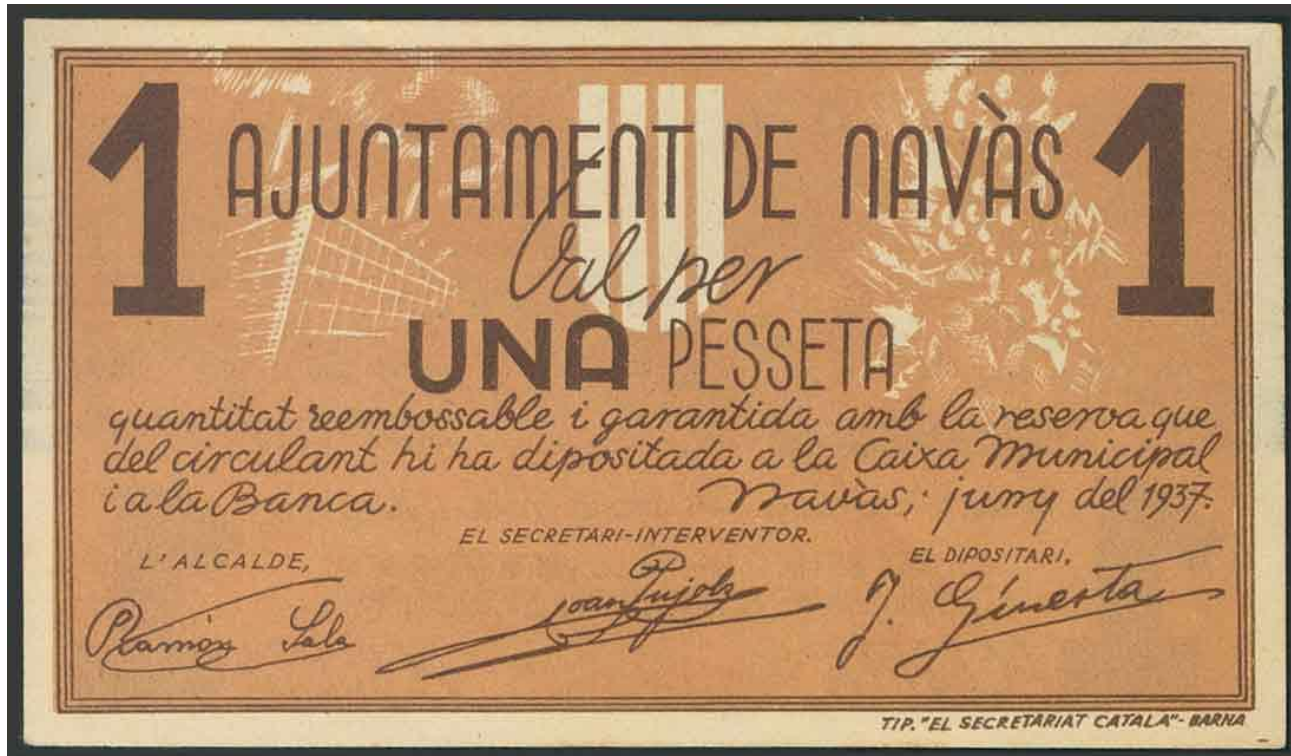 1 AJUNTAMENT DE NAVÀS 1
Val per
UNA PESSETA
quantitat reembossable i garantida amb la reserva que
del circulant hi ha dipositada a la Caixa Municipal
i a la Banca. Navàs; juny del 1937.
EL SECRETARI-INTERVENTOR.
L'ALCALDE, EL DIPOSITARI,
Ramón Sala Joan Pujols J. Ginesta
TIP. "EL SECRETARIAT CATALA"-BARNA